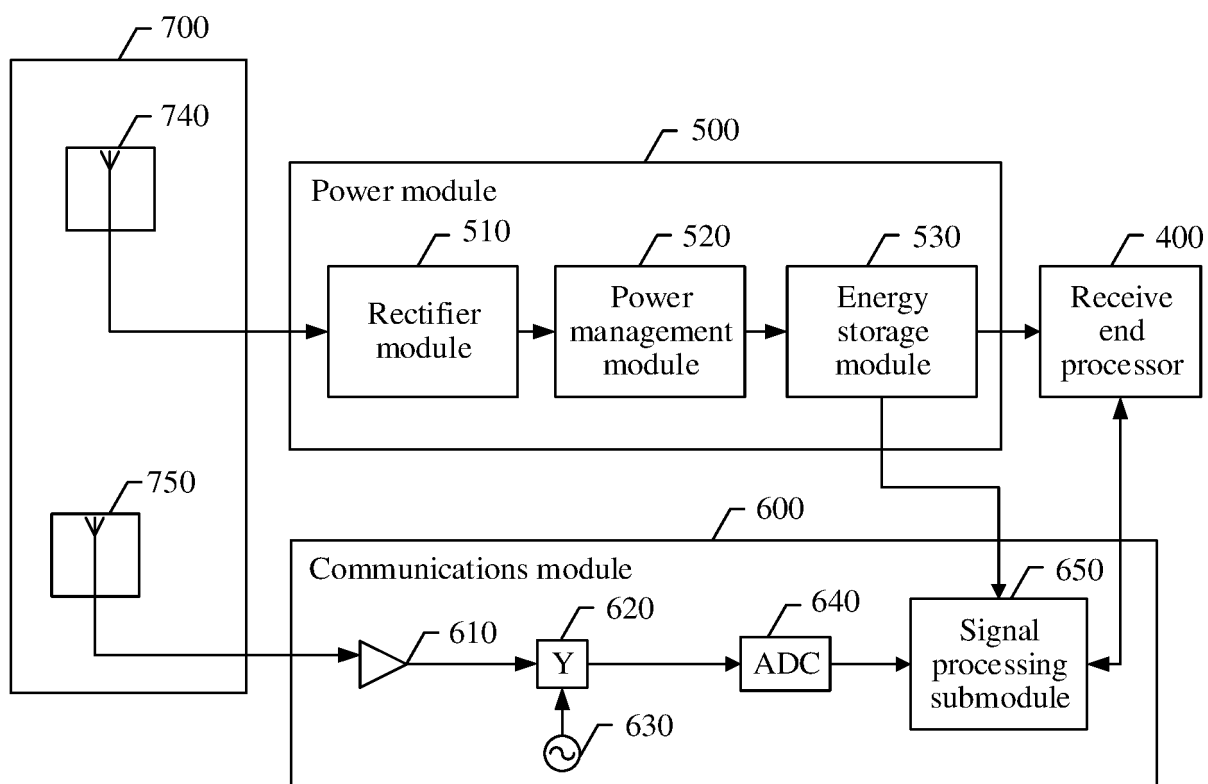 700
740
500
Power module
510
520
530
400
Rectifier
module
Power
management
module
Energy
storage
module
Receive
end
processor
750
600
Communications module
610
620
640
650
Y
ADC
Signal
processing
submodule
630